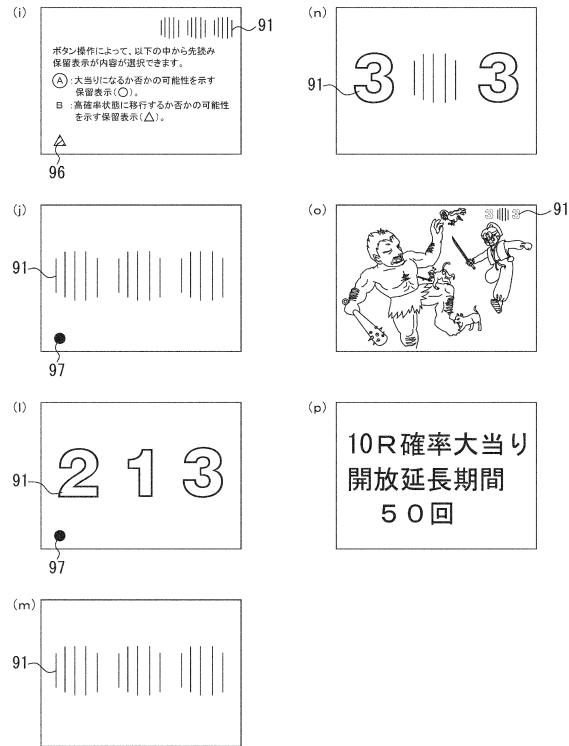 (i)
91
ボタン操作によって、以下の中から先読み
保留表示が内容が選択できます。
A:大当りになるか否かの可能性を示す
保留表示(○)。
B:高確率状態に移行するか否かの可能性
を示す保留表示(△)。
96
(j)
91
97
(l)
91
2 1 3
97
(m)
91
(n)
91
3 3
(o)
3 3
91
(p)
10R確率大当り
開放延長期間
50回